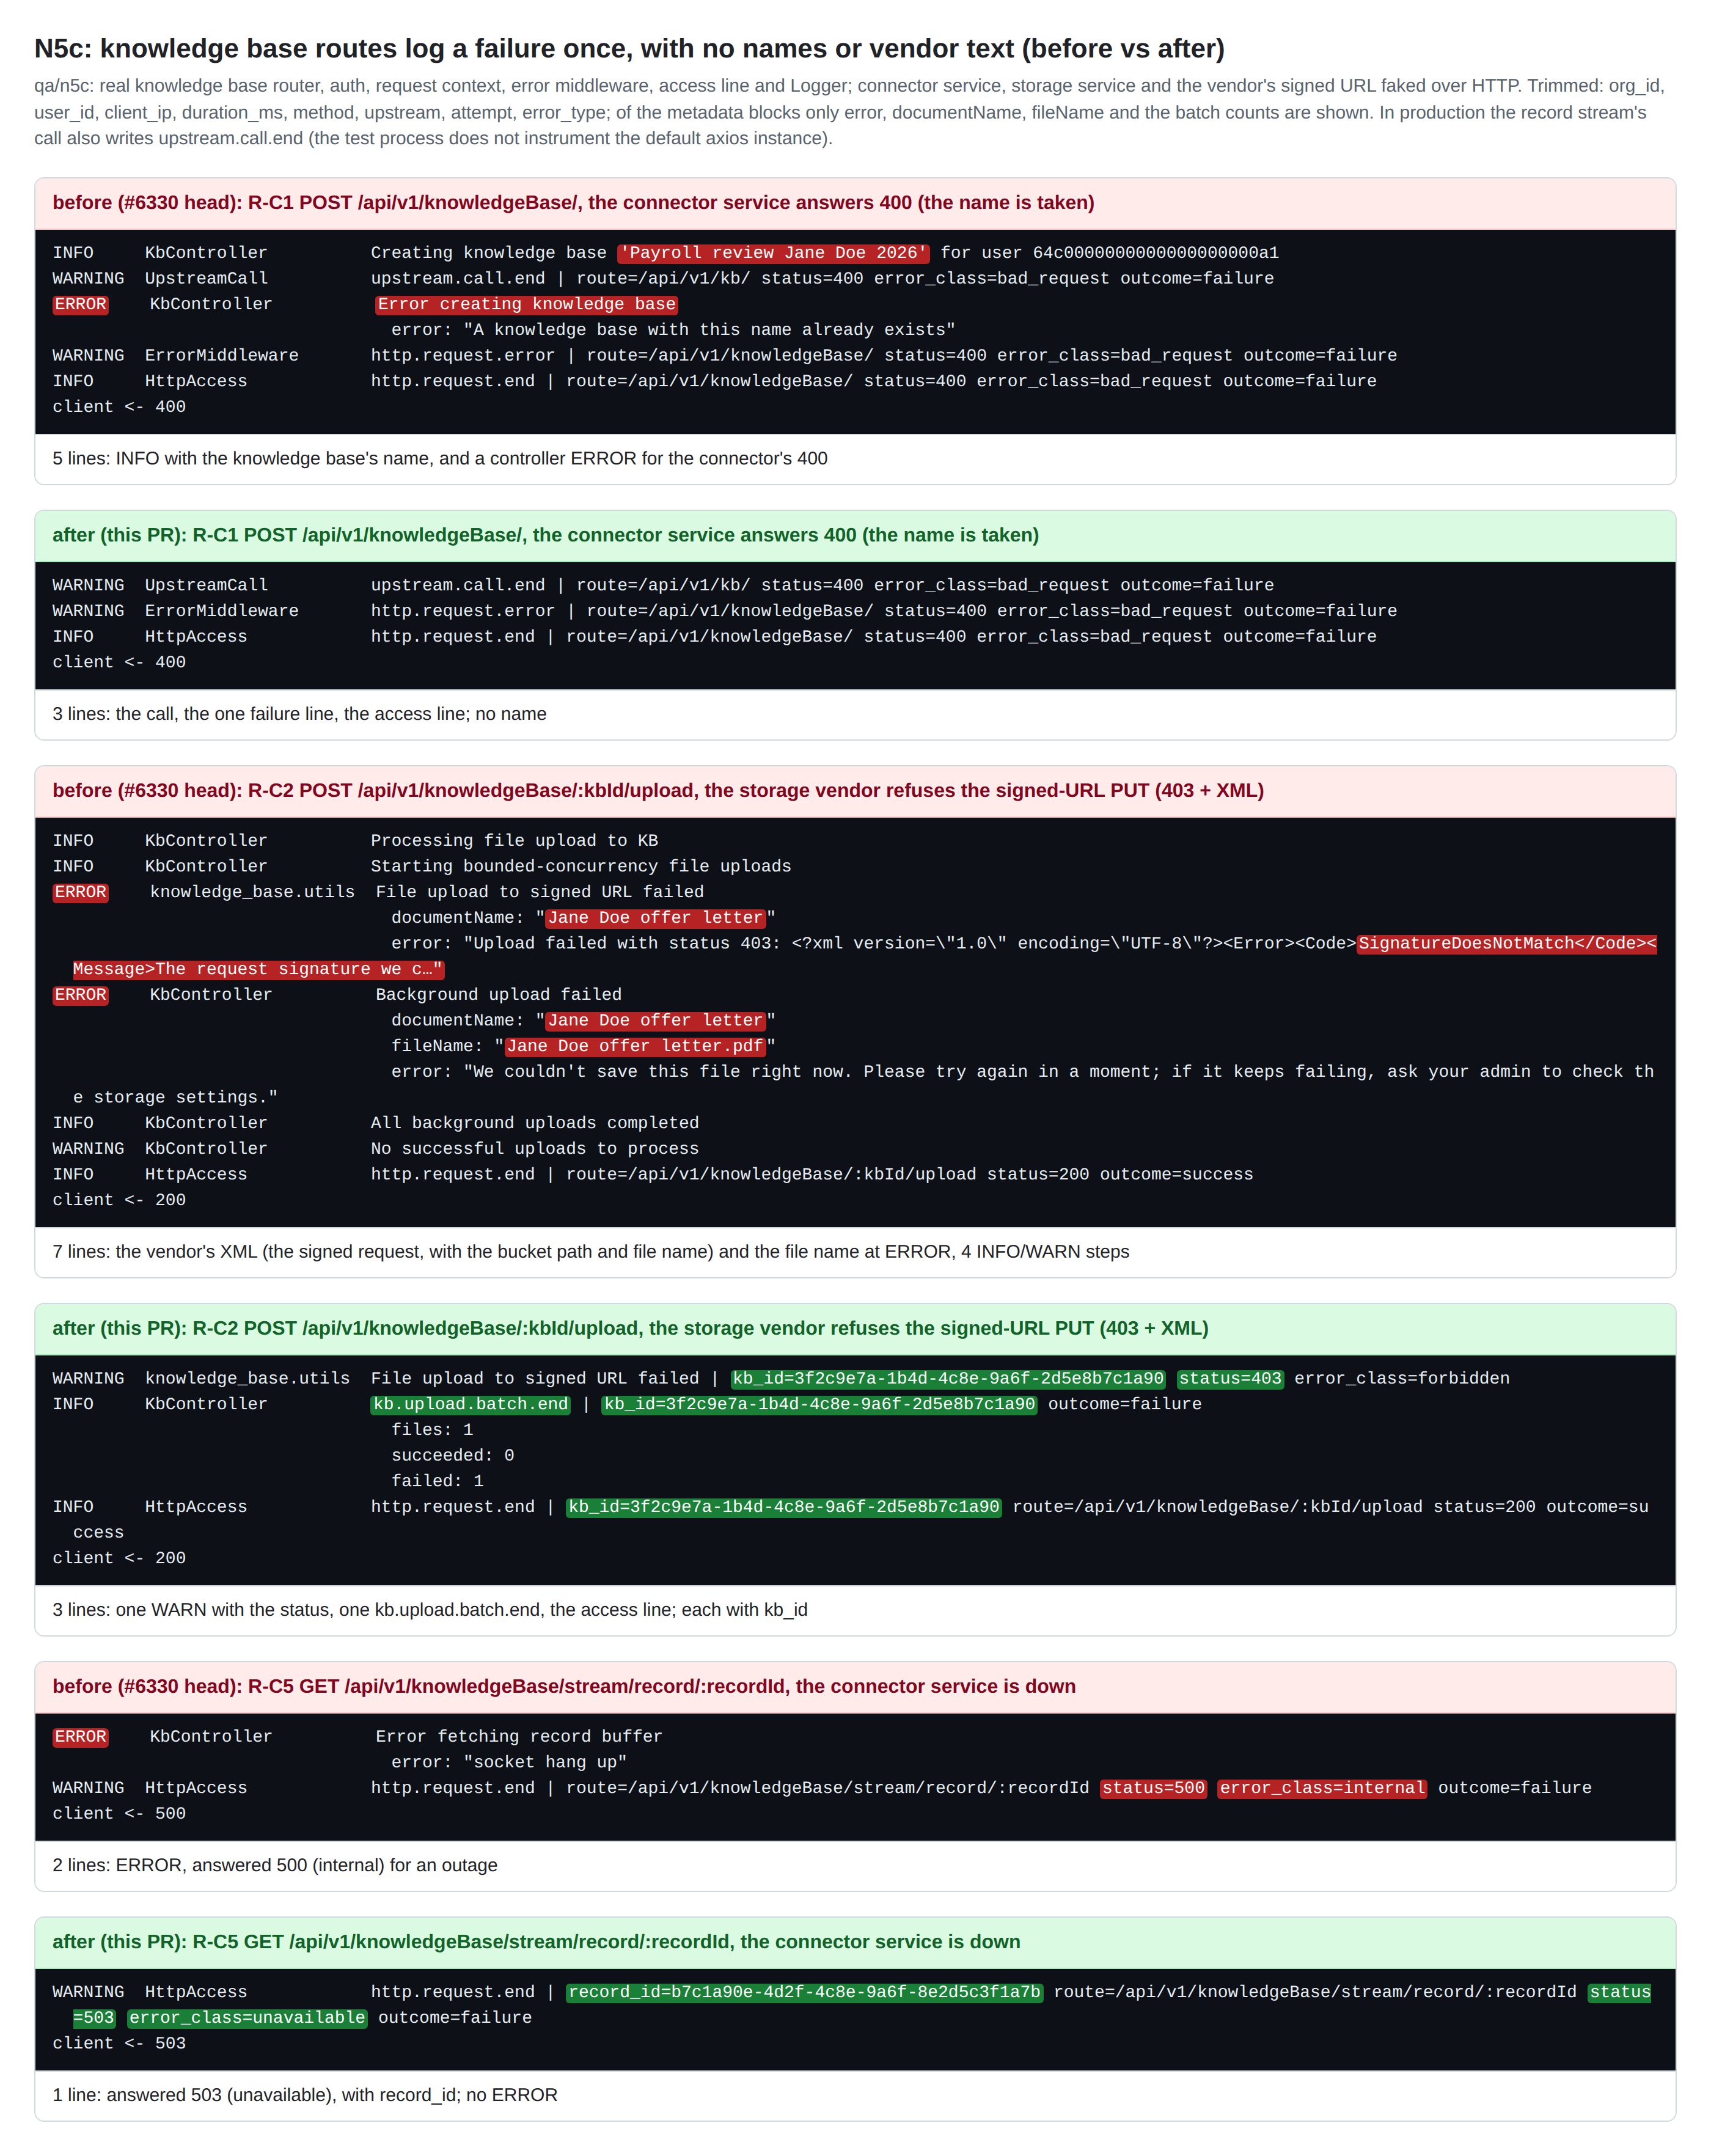 N5c: knowledge base routes log a failure once, with no names or vendor text (before vs after)
qa/n5c: real knowledge base router, auth, request context, error middleware, access line and Logger; connector service, storage service and the vendor's signed URL faked over HTTP. Trimmed: org_id,
user_id, client_ip, duration_ms, method, upstream, attempt, error_type; of the metadata blocks only error, documentName, fileName and the batch counts are shown. In production the record stream's
call also writes upstream.call.end (the test process does not instrument the default axios instance).
before (#6330 head): R-C1 POST /api/v1/knowledgeBase/, the connector service answers 400 (the name is taken)
INFO     KbController          Creating knowledge base 'Payroll review Jane Doe 2026' for user 64c0000000000000000000a1
WARNING  UpstreamCall          upstream.call.end | route=/api/v1/kb/ status=400 error_class=bad_request outcome=failure
ERROR    KbController          Error creating knowledge base
error: "A knowledge base with this name already exists"
WARNING  ErrorMiddleware       http.request.error | route=/api/v1/knowledgeBase/ status=400 error_class=bad_request outcome=failure
INFO     HttpAccess            http.request.end | route=/api/v1/knowledgeBase/ status=400 error_class=bad_request outcome=failure
client <- 400
5 lines: INFO with the knowledge base's name, and a controller ERROR for the connector's 400
after (this PR): R-C1 POST /api/v1/knowledgeBase/, the connector service answers 400 (the name is taken)
WARNING  UpstreamCall          upstream.call.end | route=/api/v1/kb/ status=400 error_class=bad_request outcome=failure
WARNING  ErrorMiddleware       http.request.error | route=/api/v1/knowledgeBase/ status=400 error_class=bad_request outcome=failure
INFO     HttpAccess            http.request.end | route=/api/v1/knowledgeBase/ status=400 error_class=bad_request outcome=failure
client <- 400
3 lines: the call, the one failure line, the access line; no name
before (#6330 head): R-C2 POST /api/v1/knowledgeBase/:kbId/upload, the storage vendor refuses the signed-URL PUT (403 + XML)
INFO     KbController          Processing file upload to KB
INFO     KbController          Starting bounded-concurrency file uploads
ERROR    knowledge_base.utils  File upload to signed URL failed
documentName: "Jane Doe offer letter"
error: "Upload failed with status 403: <?xml version=\"1.0\" encoding=\"UTF-8\"?><Error><Code>SignatureDoesNotMatch</Code><
Message>The request signature we c…"
ERROR    KbController          Background upload failed
documentName: "Jane Doe offer letter"
fileName: "Jane Doe offer letter.pdf"
error: "We couldn't save this file right now. Please try again in a moment; if it keeps failing, ask your admin to check th
e storage settings."
INFO     KbController          All background uploads completed
WARNING  KbController          No successful uploads to process
INFO     HttpAccess            http.request.end | route=/api/v1/knowledgeBase/:kbId/upload status=200 outcome=success
client <- 200
7 lines: the vendor's XML (the signed request, with the bucket path and file name) and the file name at ERROR, 4 INFO/WARN steps
after (this PR): R-C2 POST /api/v1/knowledgeBase/:kbId/upload, the storage vendor refuses the signed-URL PUT (403 + XML)
WARNING  knowledge_base.utils  File upload to signed URL failed | kb_id=3f2c9e7a-1b4d-4c8e-9a6f-2d5e8b7c1a90 status=403 error_class=forbidden
INFO     KbController          kb.upload.batch.end | kb_id=3f2c9e7a-1b4d-4c8e-9a6f-2d5e8b7c1a90 outcome=failure
files: 1
succeeded: 0
failed: 1
INFO     HttpAccess            http.request.end | kb_id=3f2c9e7a-1b4d-4c8e-9a6f-2d5e8b7c1a90 route=/api/v1/knowledgeBase/:kbId/upload status=200 outcome=su
ccess
client <- 200
3 lines: one WARN with the status, one kb.upload.batch.end, the access line; each with kb_id
before (#6330 head): R-C5 GET /api/v1/knowledgeBase/stream/record/:recordId, the connector service is down
ERROR    KbController          Error fetching record buffer
error: "socket hang up"
WARNING  HttpAccess            http.request.end | route=/api/v1/knowledgeBase/stream/record/:recordId status=500 error_class=internal outcome=failure
client <- 500
2 lines: ERROR, answered 500 (internal) for an outage
after (this PR): R-C5 GET /api/v1/knowledgeBase/stream/record/:recordId, the connector service is down
WARNING  HttpAccess            http.request.end | record_id=b7c1a90e-4d2f-4c8e-9a6f-8e2d5c3f1a7b route=/api/v1/knowledgeBase/stream/record/:recordId status
=503 error_class=unavailable outcome=failure
client <- 503
1 line: answered 503 (unavailable), with record_id; no ERROR